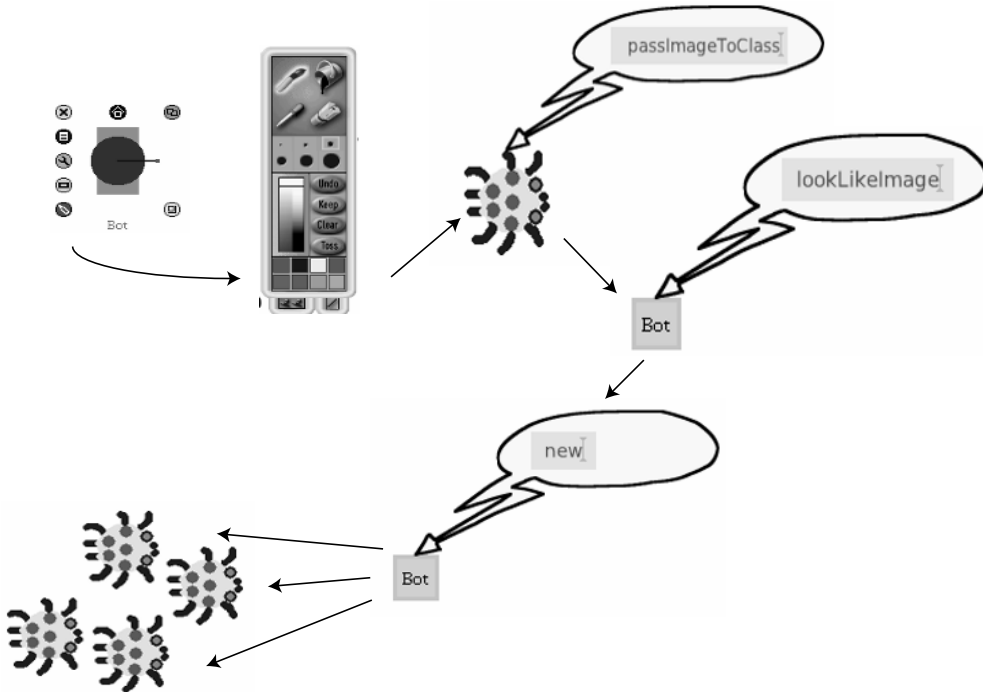 passImageToClass
lookLikeImage
Undo
Keep
Clear
Toss
Bot
Bot
new
Bot